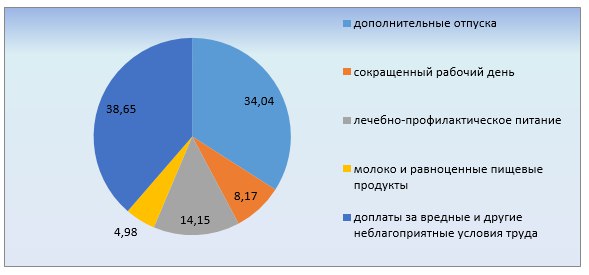 дополнительные отпуска
34,04
38,65
сокращенный рабочий день
лечебно-профилактическое питание
молоко и равноценные пищевые
продукты
8,17
14,15
4,98
доплаты за вредные и другие
неблагоприятные условия труда